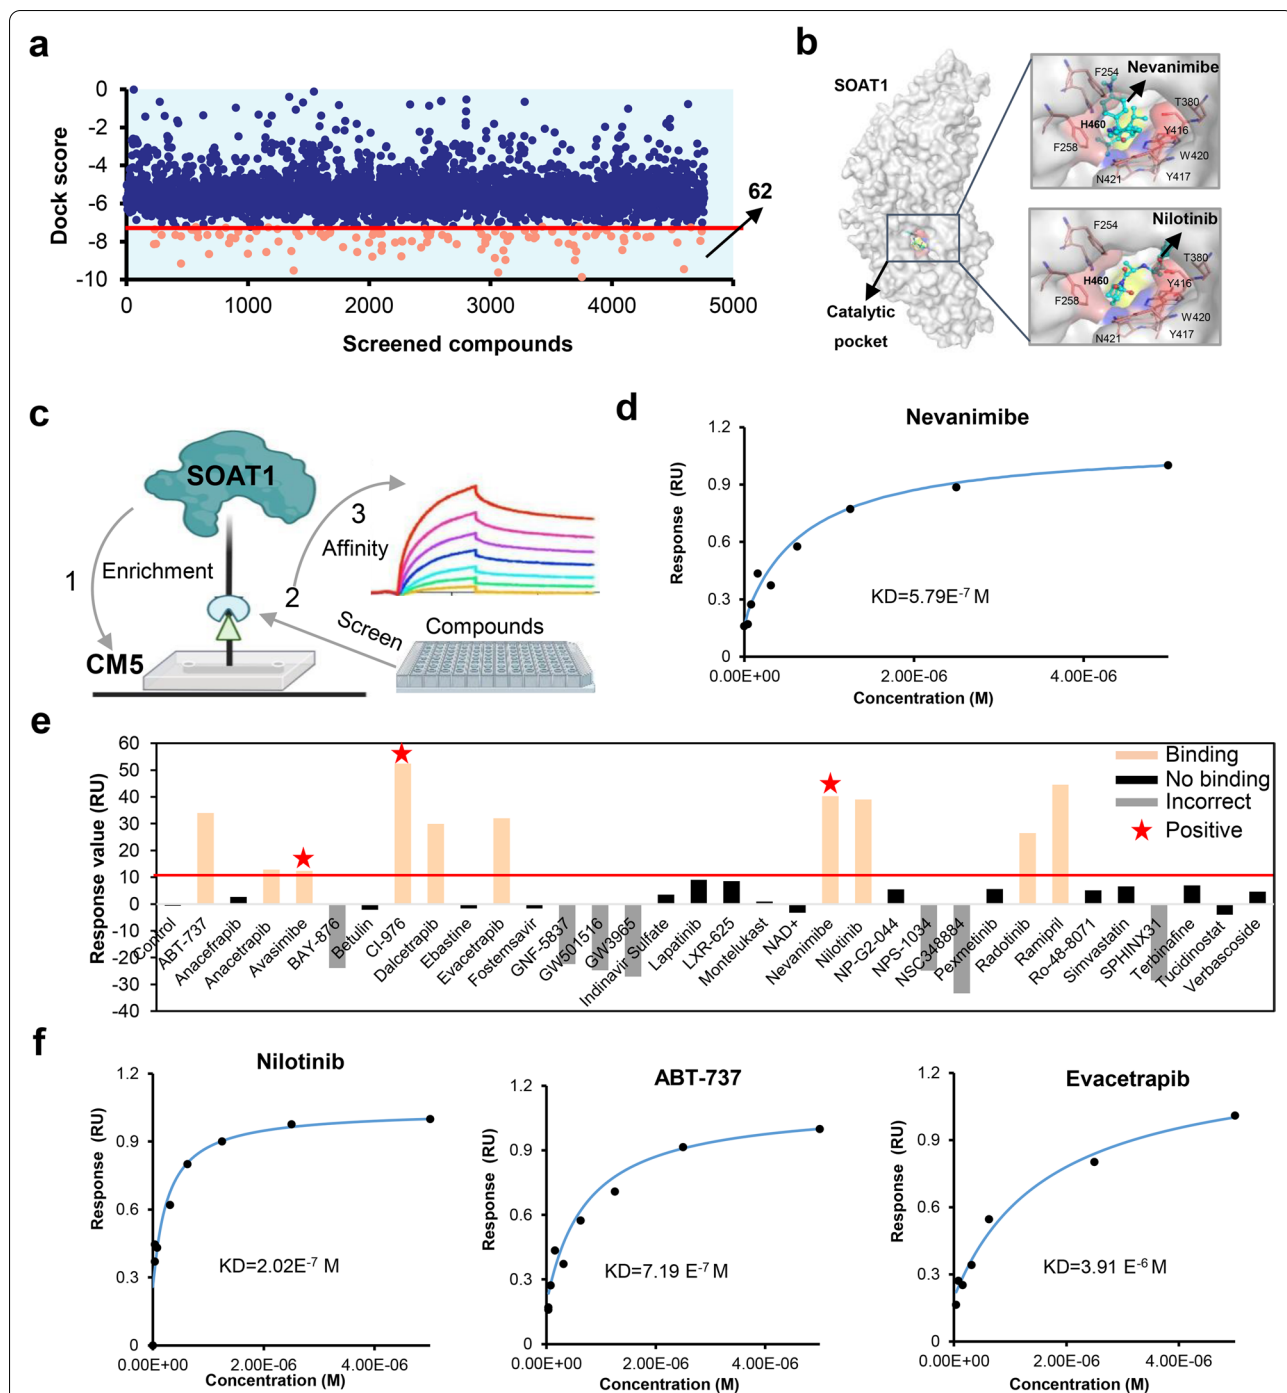 a
0
-2
-4
-6
-8
-10
Dock score
0
1000
2000
3000
4000
5000
Screened compounds
62
b
SOAT1
Catalytic
pocket
Nevanimibe
F254
T380
H460
Y416
F258
W420
N421
Y417
Nilotinib
F254
T380
H460
Y416
F258
W420
N421
Y417
c
SOAT1
1
Enrichment
CM5
2
3
Affinity
Screen
Compounds
d
Nevanimibe
1.2
0.9
0.6
0.3
0
Response (RU)
KD=5.79E-7 M
0.00E+00
2.00E-06
4.00E-06
Concentration (M)
e
60
50
40
30
20
10
0
-10
-20
-30
-40
Response value (RU)
Binding
No binding
Incorrect
Positive
Control
ABT-737
Anacefrapib
Anacetrapib
Avasimibe
BAY-876
Betulin
CI-976
Dalcetrapib
Ebastine
Evacetrapib
Fostemsavir
GNF-5837
GW501516
GW3965
Indinavir Sulfate
Lapatinib
LXR-625
Montelukast
NAD+
Nevanimibe
Nilotinib
NP-G2-044
NPS-1034
NSC348884
Pexmetinib
Radotinib
Ramipril
Ro-48-8071
Simvastatin
SPHINX31
Terbinafine
Tucidinostat
Verbascoside
f
Nilotinib
1.2
0.9
0.6
0.3
0
Response (RU)
KD=2.02E-7 M
0.00E+00
2.00E-06
4.00E-06
Concentration (M)
ABT-737
1.2
0.9
0.6
0.3
0
Response (RU)
KD=7.19 E-7 M
0.00E+00
2.00E-06
4.00E-06
Concentration (M)
Evacetrapib
1.2
0.9
0.6
0.3
0
Response (RU)
KD=3.91 E-6 M
0.00E+00
2.00E-06
4.00E-06
Concentration (M)